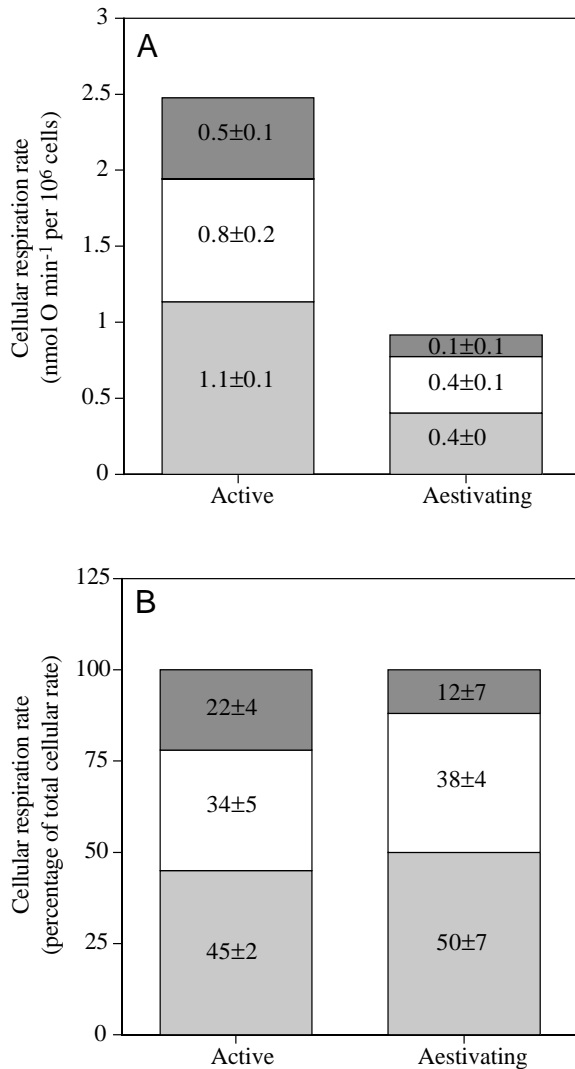 A
Cellular respiration rate
(nmol O min⁻¹ per 10⁶ cells)
3
2.5
2
1.5
1
0.5
0
0.5±0.1
0.8±0.2
1.1±0.1
0.1±0.1
0.4±0.1
0.4±0
Active
Aestivating
B
Cellular respiration rate
(percentage of total cellular rate)
125
100
75
50
25
0
22±4
34±5
45±2
12±7
38±4
50±7
Active
Aestivating